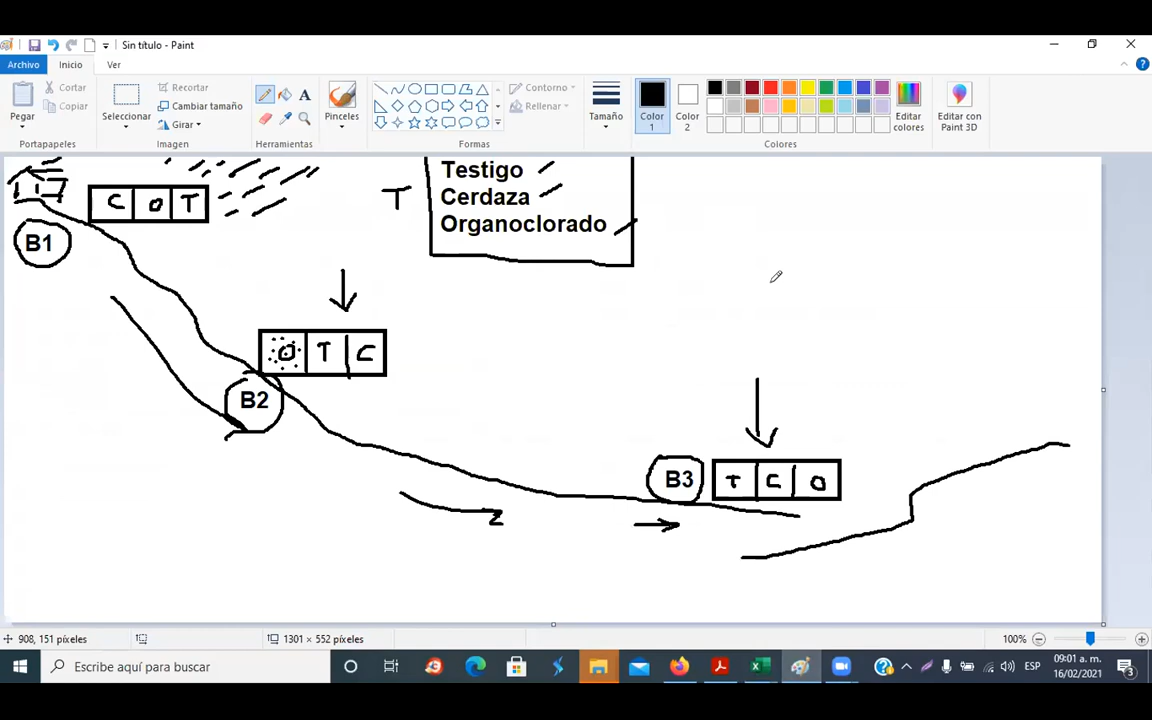 Sin título - Paint
Archivo Inicio Ver
Cortar
Copiar
Pegar
Portapapeles
Seleccionar
Recortar
Cambiar tamaño
Girar
Imagen
A
Herramientas
Pinceles
Contorno
Rellenar
Formas
Tamaño
Color 1
Color 2
Editar colores
Colores
Editar con Paint 3D
C O T
B1
T
Testigo
Cerdaza
Organoclorado
O T C
B2
B3
T C O
908, 151 píxeles
1301 × 552 píxeles
100%
Escribe aquí para buscar
ESP
09:01 a. m.
16/02/2021
3